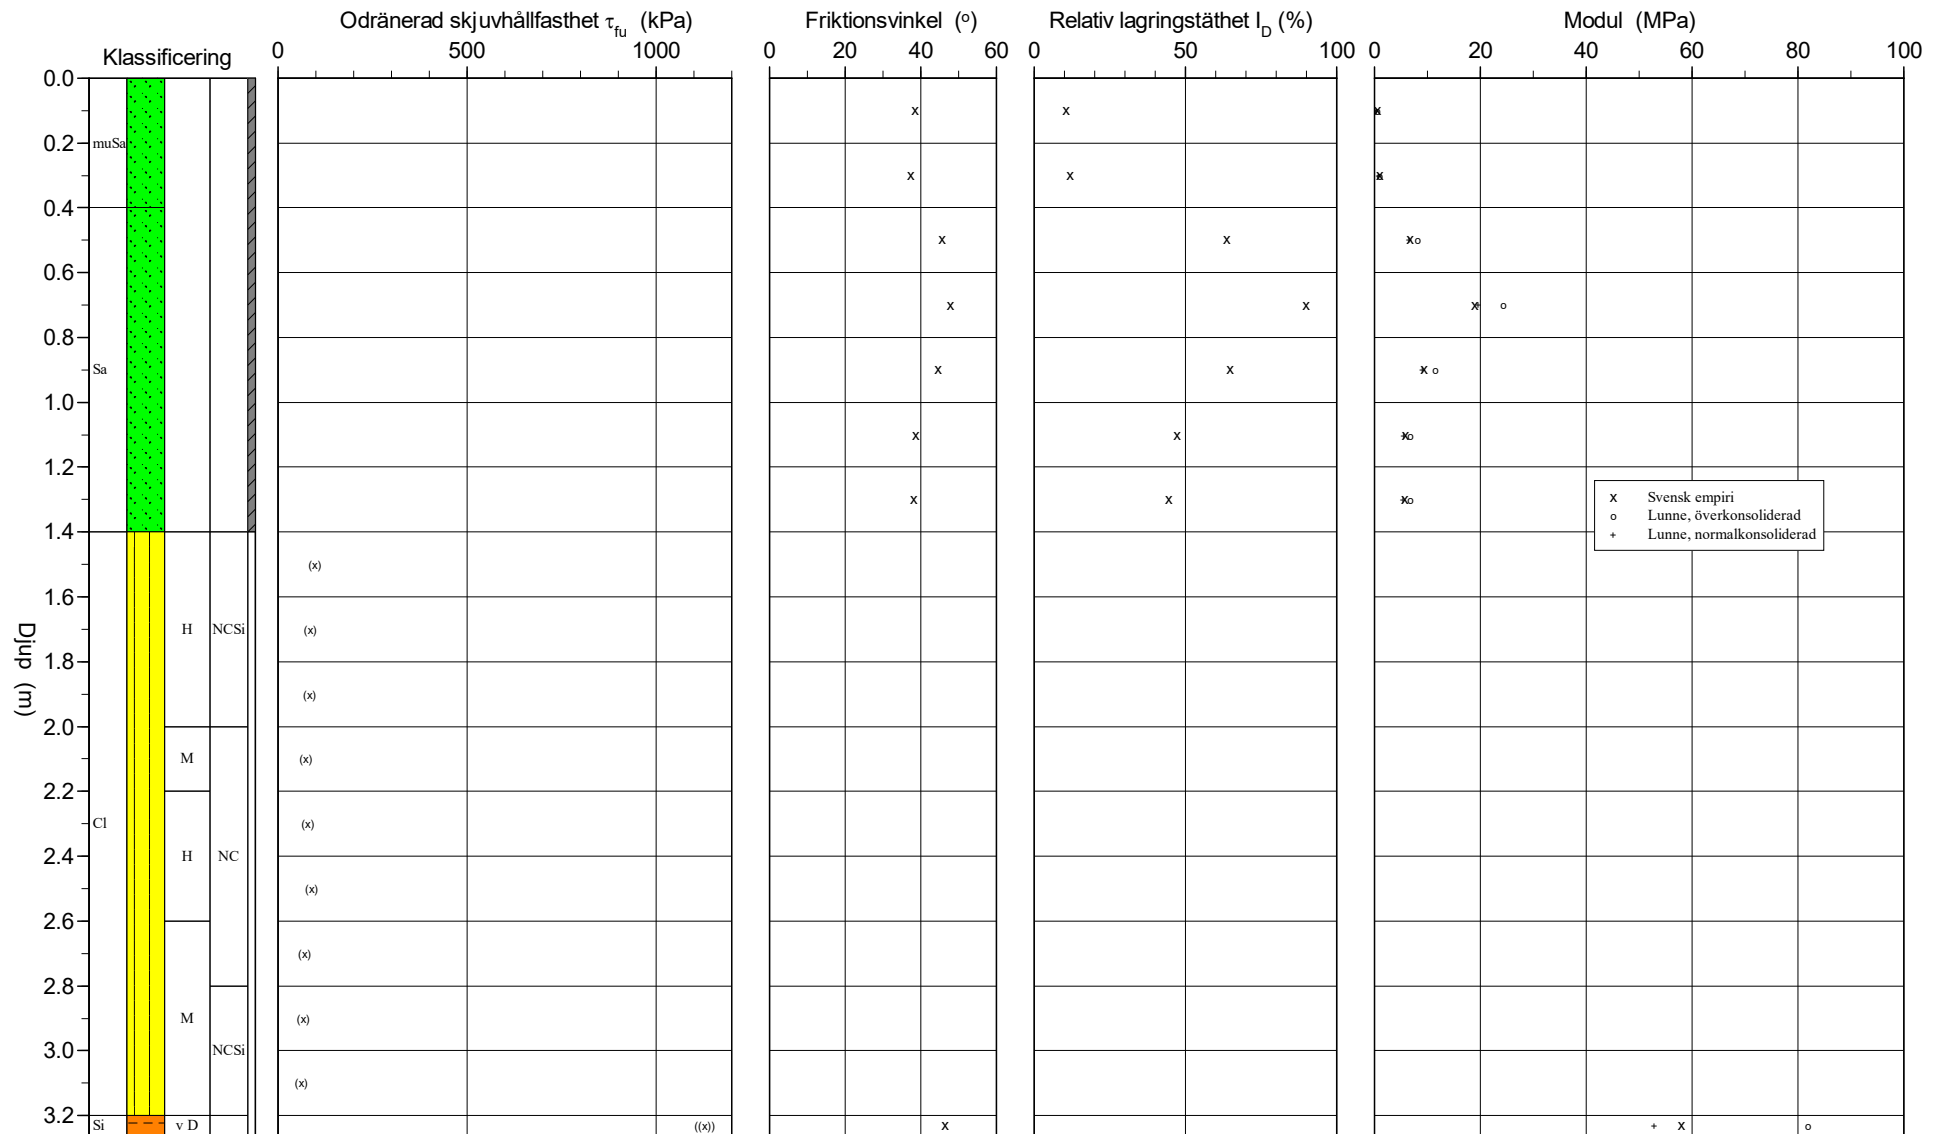 Odränerad skjuvhållfasthet τfu (kPa)
Friktionsvinkel (o)
Relativ lagringstäthet ID (%)
Modul (MPa)
Klassificering
0 500 1000
0 20 40 60
0 50 100
0 20 40 60 80 100
Djup (m)
0.0
muSa
0.2
0.4
0.6
0.8
Sa
1.0
1.2
x Svensk empiri
o Lunne, överkonsoliderad
+ Lunne, normalkonsoliderad
1.4
(x)
1.6
H NCSi (x)
1.8
(x)
2.0
M (x)
2.2
Cl (x)
2.4
H NC
(x)
2.6
(x)
2.8
M (x)
3.0
NCSi
(x)
3.2
Si v D ((x)) x + x o